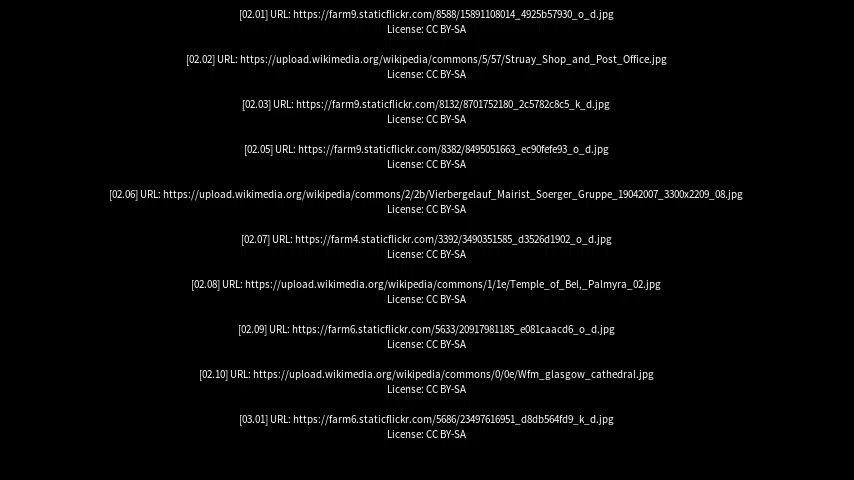 [02.01] URL: https://farm9.staticflickr.com/8588/15891108014_4925b57930_o_d.jpg
License: CC BY-SA
[02.02] URL: https://upload.wikimedia.org/wikipedia/commons/5/57/Struay_Shop_and_Post_Office.jpg
License: CC BY-SA
[02.03] URL: https://farm9.staticflickr.com/8132/8701752180_2c5782c8c5_k_d.jpg
License: CC BY-SA
[02.05] URL: https://farm9.staticflickr.com/8382/8495051663_ec90fefe93_o_d.jpg
License: CC BY-SA
[02.06] URL: https://upload.wikimedia.org/wikipedia/commons/2/2b/Vierbergelauf_Mairist_Soerger_Gruppe_19042007_3300x2209_08.jpg
License: CC BY-SA
[02.07] URL: https://farm4.staticflickr.com/3392/3490351585_d3526d1902_o_d.jpg
License: CC BY-SA
[02.08] URL: https://upload.wikimedia.org/wikipedia/commons/1/1e/Temple_of_Bel,_Palmyra_02.jpg
License: CC BY-SA
[02.09] URL: https://farm6.staticflickr.com/5633/20917981185_e081caacd6_o_d.jpg
License: CC BY-SA
[02.10] URL: https://upload.wikimedia.org/wikipedia/commons/0/0e/Wfm_glasgow_cathedral.jpg
License: CC BY-SA
[03.01] URL: https://farm6.staticflickr.com/5686/23497616951_d8db564fd9_k_d.jpg
License: CC BY-SA